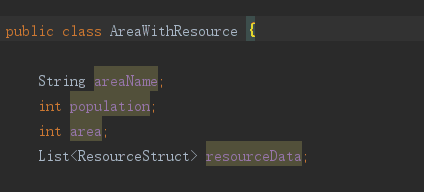 public class AreaWithResource {
String areaName;
int population;
int area;
List<ResourceStruct> resourceData;